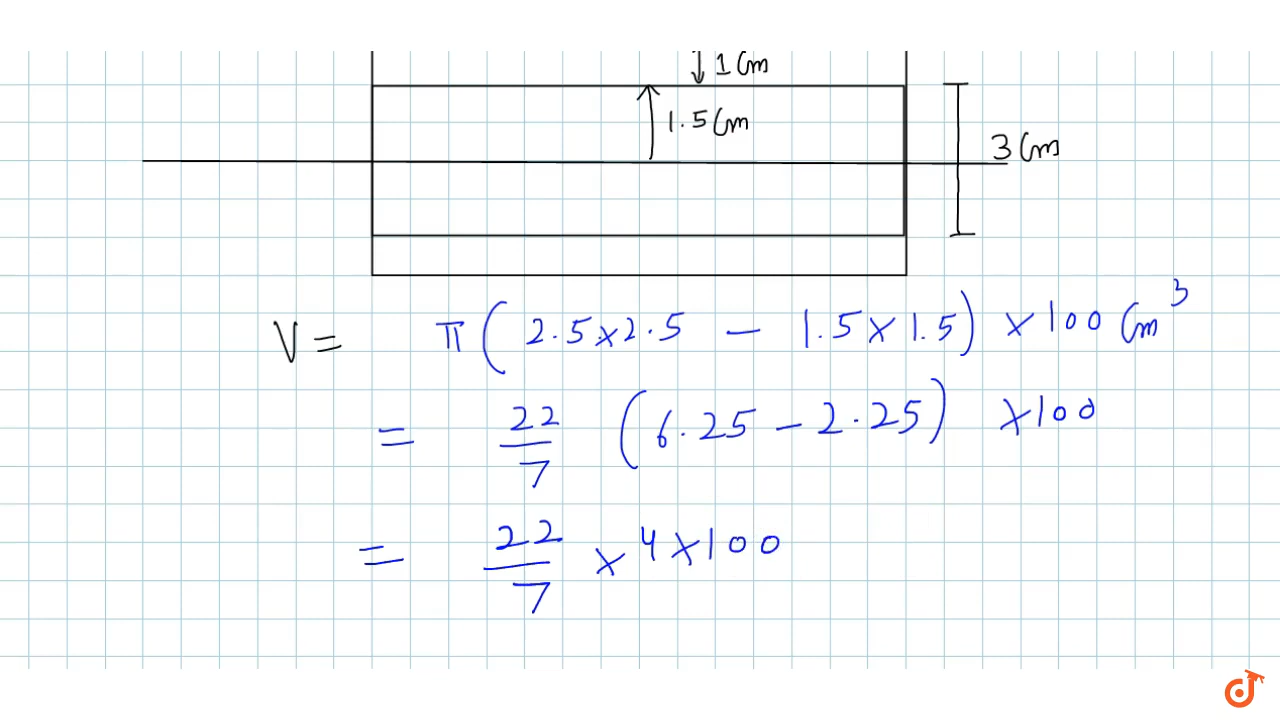 1 Cm
1.5 Cm
3 Cm
V = π ( 2.5×2.5 − 1.5 × 1.5 ) × 100 Cm³
= 22/7 ( 6.25 − 2.25 ) × 100
= 22/7 × 4 × 100